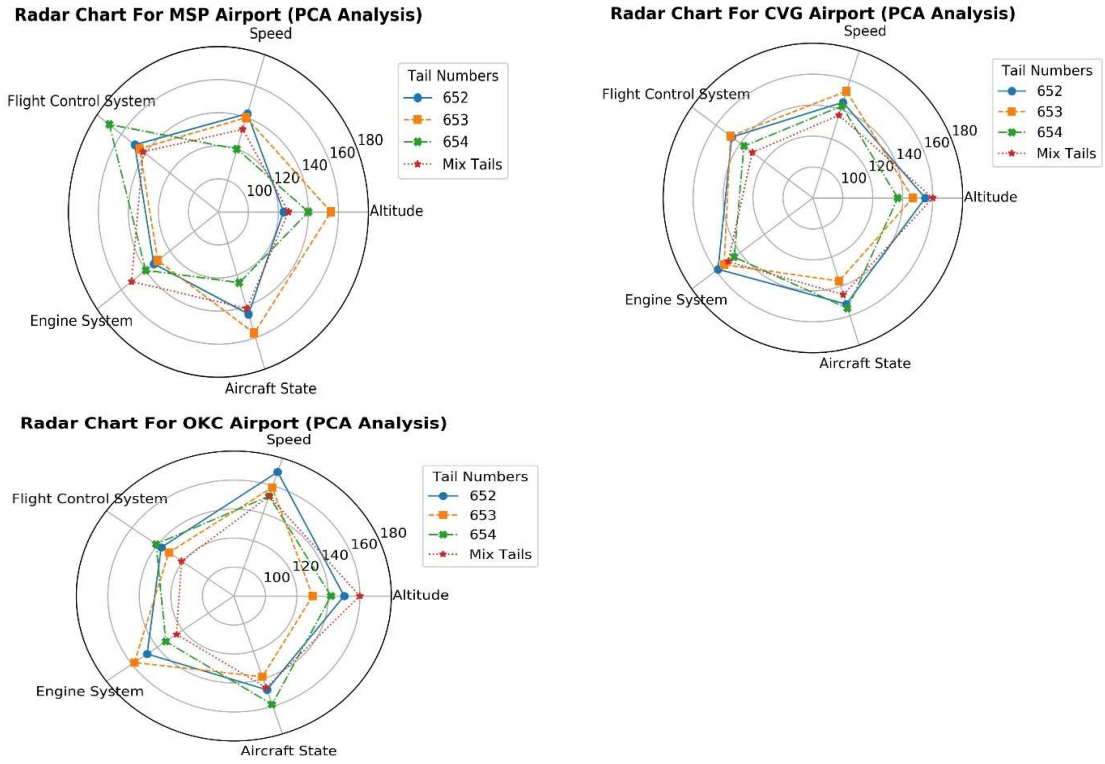 Radar Chart For MSP Airport (PCA Analysis)
Speed
Flight Control System
Tail Numbers
652
653
654
Mix Tails
180
160
140
120
100
Altitude
Engine System
Aircraft State
Radar Chart For CVG Airport (PCA Analysis)
Speed
Flight Control System
Tail Numbers
652
653
654
Mix Tails
180
160
140
120
100
Altitude
Engine System
Aircraft State
Radar Chart For OKC Airport (PCA Analysis)
Speed
Flight Control System
Tail Numbers
652
653
654
Mix Tails
180
160
140
120
100
Altitude
Engine System
Aircraft State